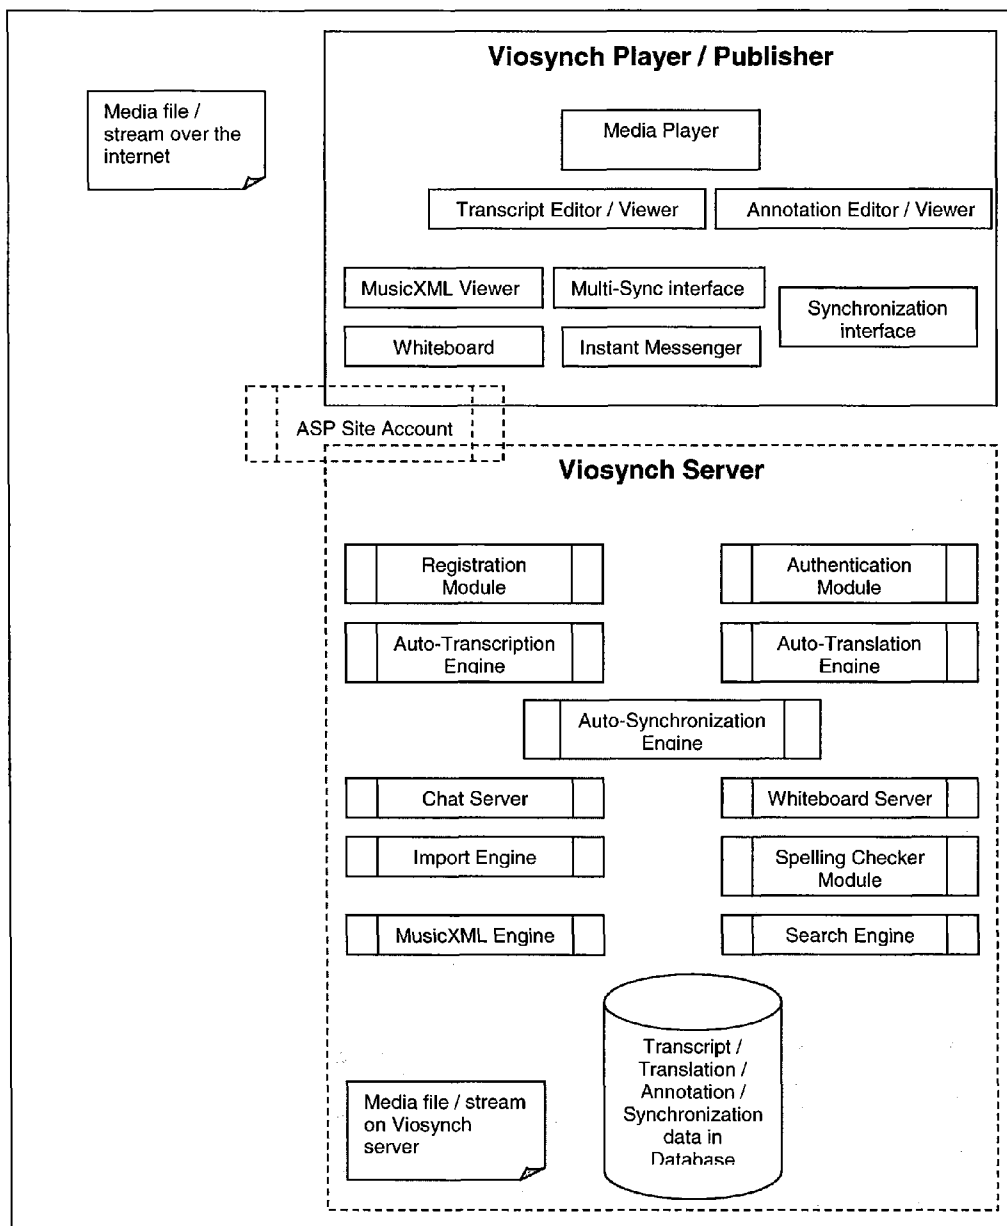 Viosynch Player / Publisher
Media file /
stream over the
internet
Media Player
Transcript Editor / Viewer
Annotation Editor / Viewer
MusicXML Viewer
Multi-Sync interface
Synchronization
interface
Whiteboard
Instant Messenger
ASP Site Account
Viosynch Server
Registration
Module
Authentication
Module
Auto-Transcription
Engine
Auto-Translation
Engine
Auto-Synchronization
Engine
Chat Server
Whiteboard Server
Import Engine
Spelling Checker
Module
MusicXML Engine
Search Engine
Transcript /
Translation /
Annotation /
Synchronization
data in
Database
Media file / stream
on Viosynch
server